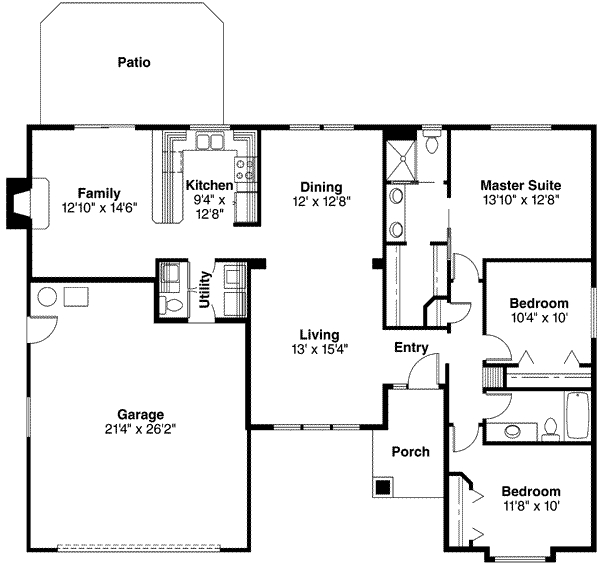 Patio
Family
12'10" x 14'6"
Kitchen
9'4" x
12'8"
Dining
12' x 12'8"
Master Suite
13'10" x 12'8"
Utility
Bedroom
10'4" x 10'
Living
13' x 15'4"
Entry
Garage
21'4" x 26'2"
Porch
Bedroom
11'8" x 10'